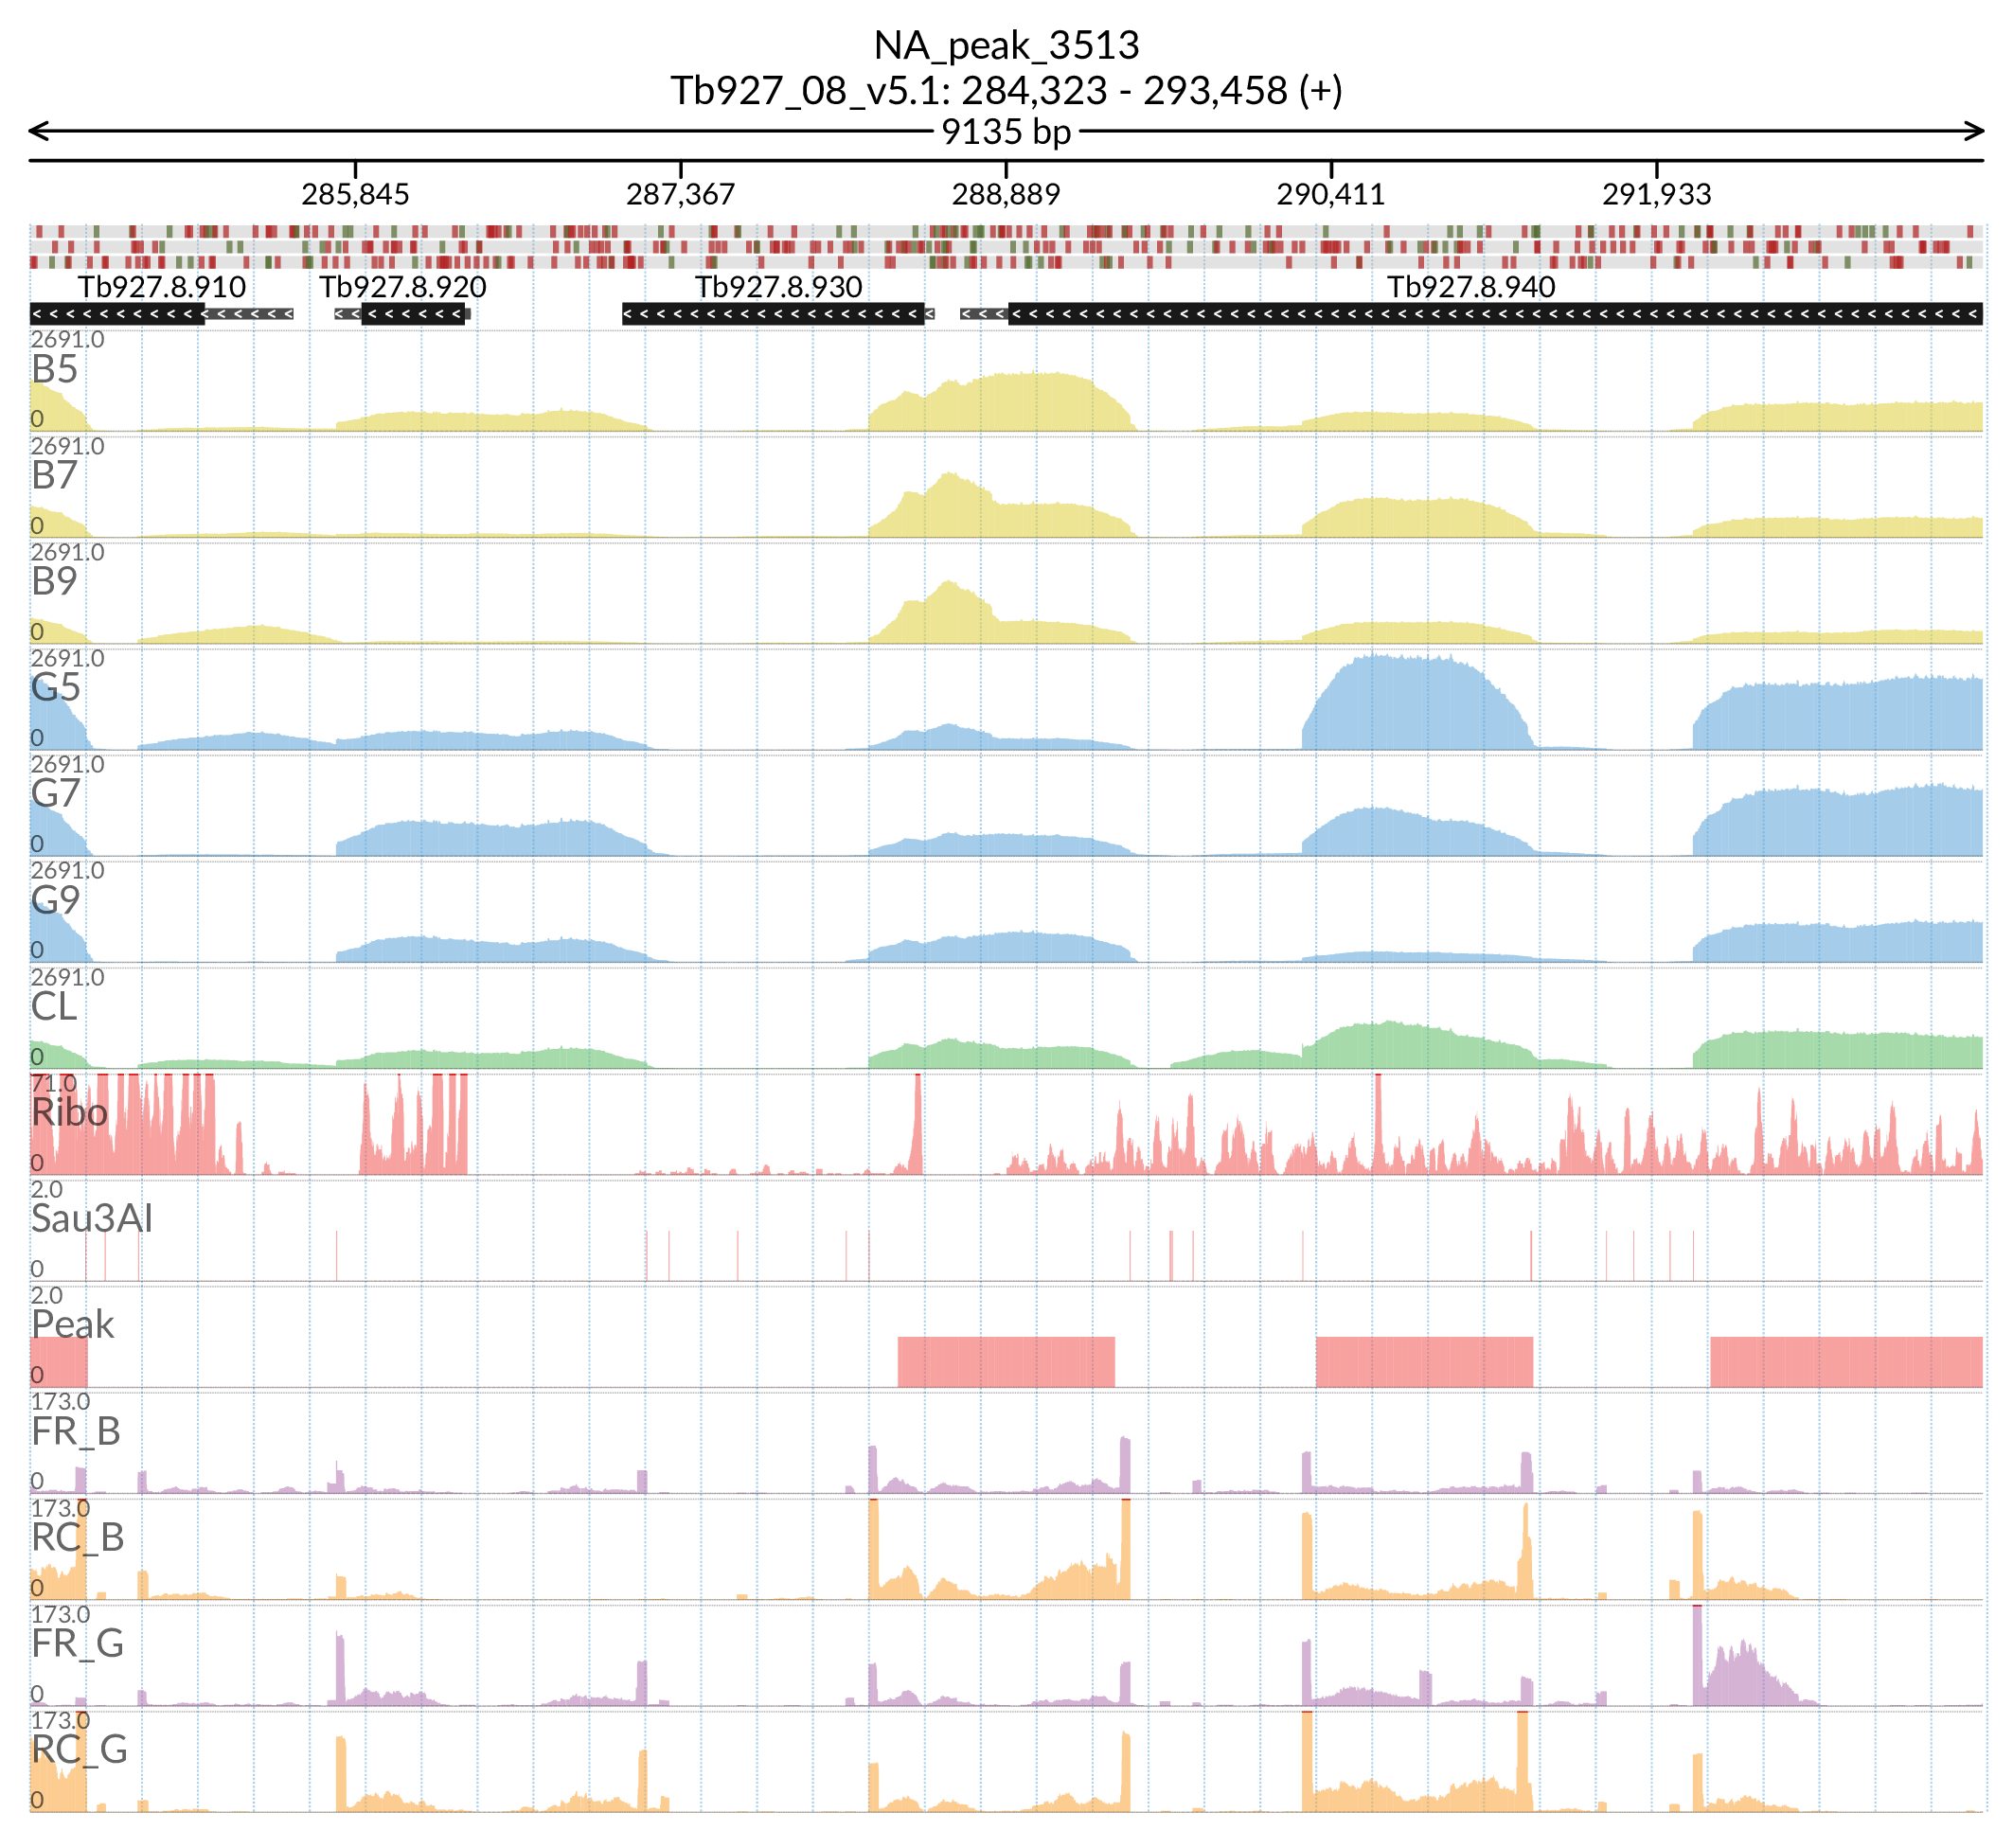 NA_peak_3513
Tb927_08_v5.1: 284,323 - 293,458 (+)
9135 bp
285,845 287,367 288,889 290,411 291,933
Tb927.8.910 Tb927.8.920 Tb927.8.930 Tb927.8.940
2691.0
B5
0
2691.0
B7
0
2691.0
B9
0
2691.0
G5
0
2691.0
G7
0
2691.0
G9
0
2691.0
CL
0
71.0
Ribo
0
2.0
Sau3AI
0
2.0
Peak
0
173.0
FR_B
0
173.0
RC_B
0
173.0
FR_G
0
173.0
RC_G
0